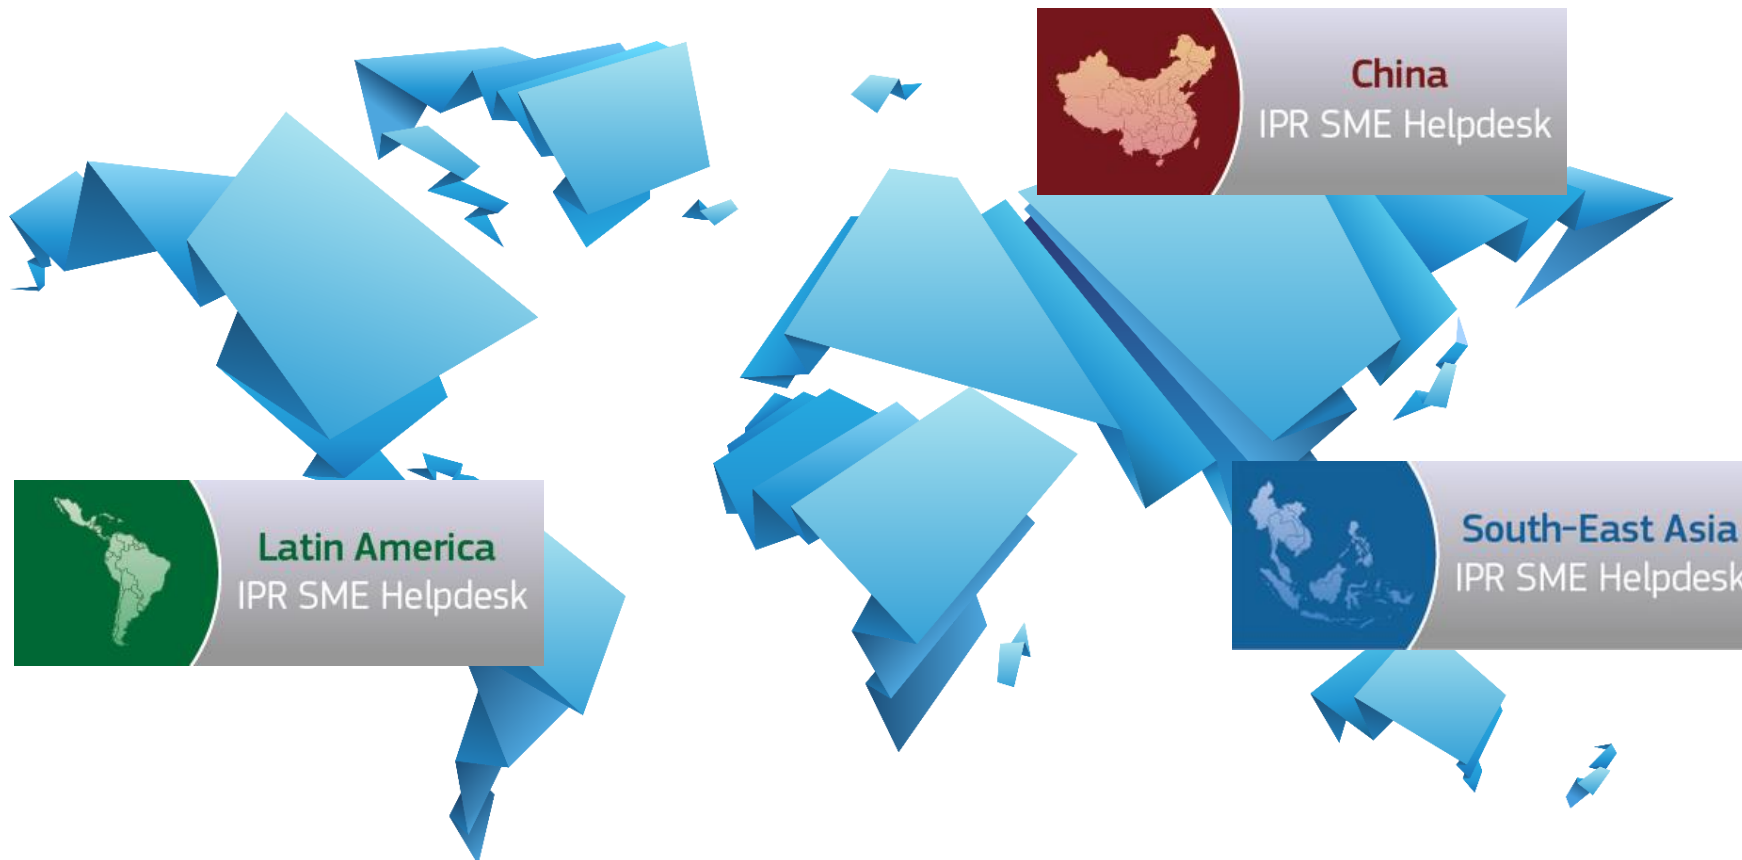 China
IPR SME Helpdesk
Latin America
IPR SME Helpdesk
South-East Asia
IPR SME Helpdesk